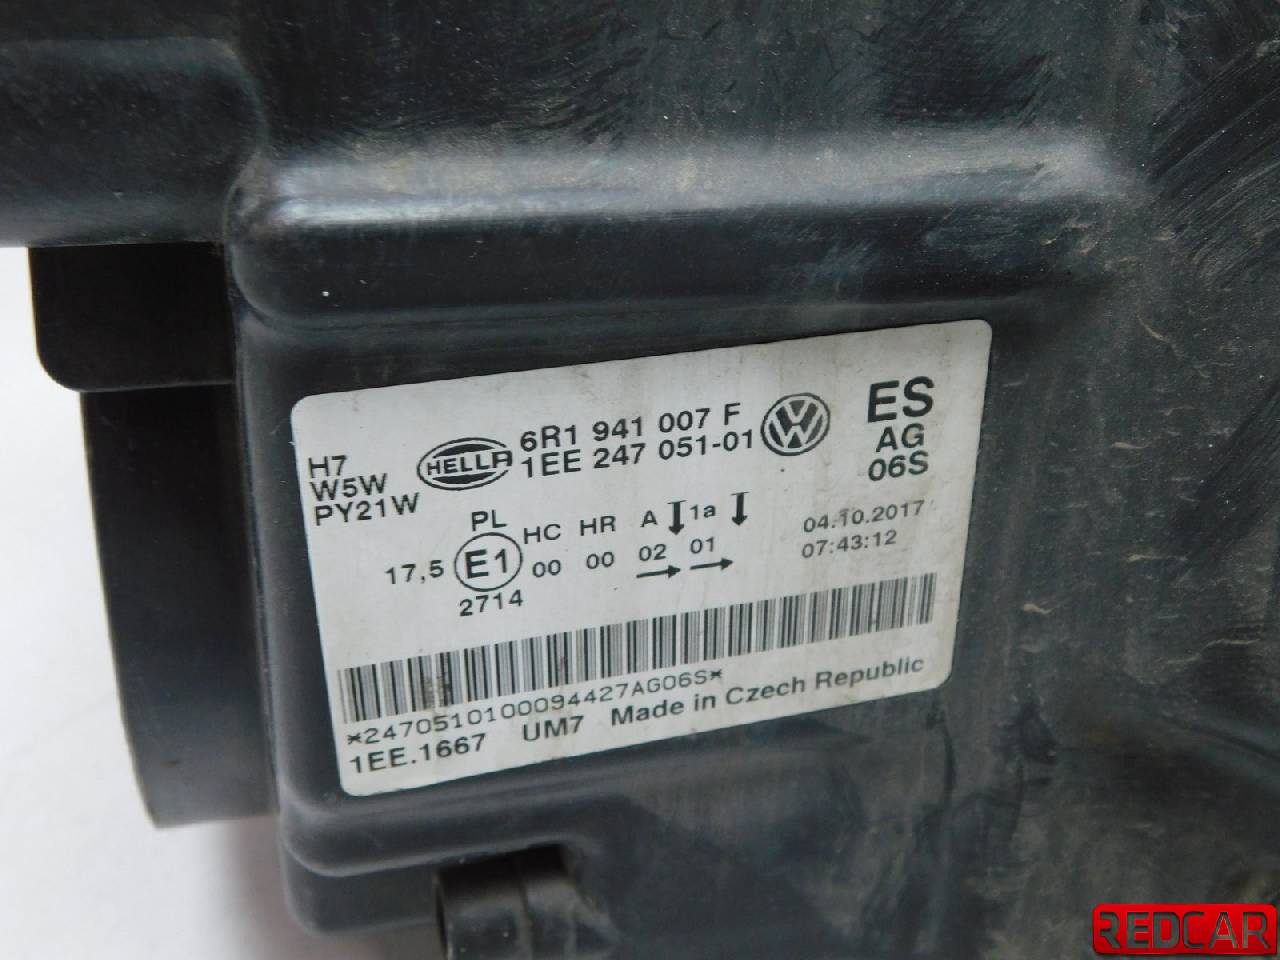 H7
W5W
PY21W
HELLA
6R1 941 007 F
1EE 247 051-01
ES
AG
06S
PL
HC HR A 1a
17,5 E1 00 00 02 01
2714
04.10.2017
07:43:12
*2470510100094427AG06S*
1EE.1667 UM7 Made in Czech Republic
REDCAR